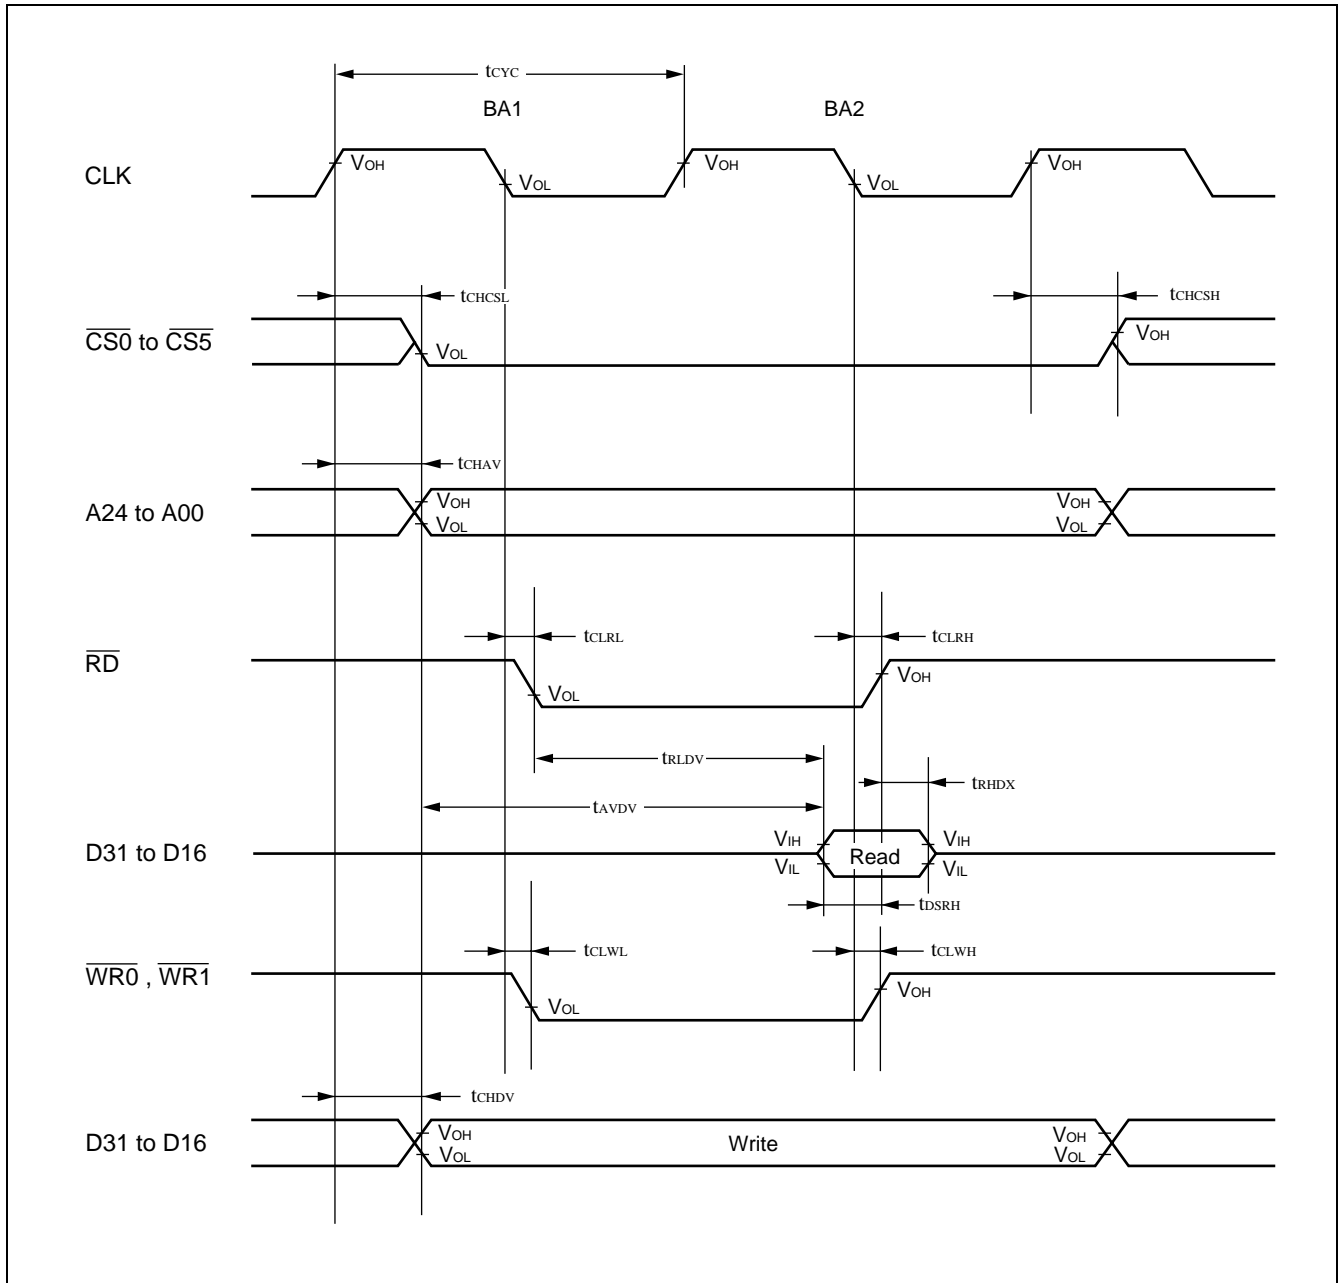 tCYC
BA1 BA2
CLK VOH VOL VOH VOL VOH
tCHCSL tCHCSH
CS0 to CS5 VOL VOH
tCHAV
A24 to A00 VOH VOH
VOL VOL
tCLRL tCLRH
RD VOL VOH
tRLDV
tRHDX
tAVDV
D31 to D16 VIH Read VIH
VIL VIL
tDSRH
tCLWL tCLWH
WR0 , WR1 VOL VOH
tCHDV
D31 to D16 VOH Write VOH
VOL VOL